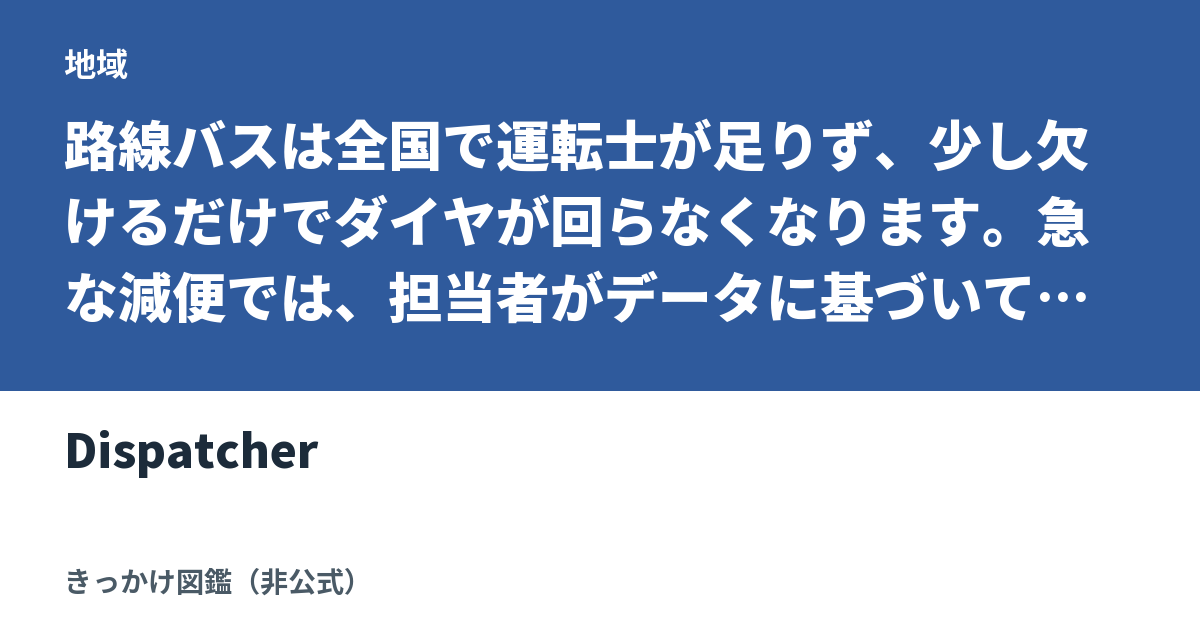 地域
路線バスは全国で運転士が足りず、少し欠
けるだけでダイヤが回らなくなります。急
な減便では、担当者がデータに基づいて…
Dispatcher
きっかけ図鑑（非公式）